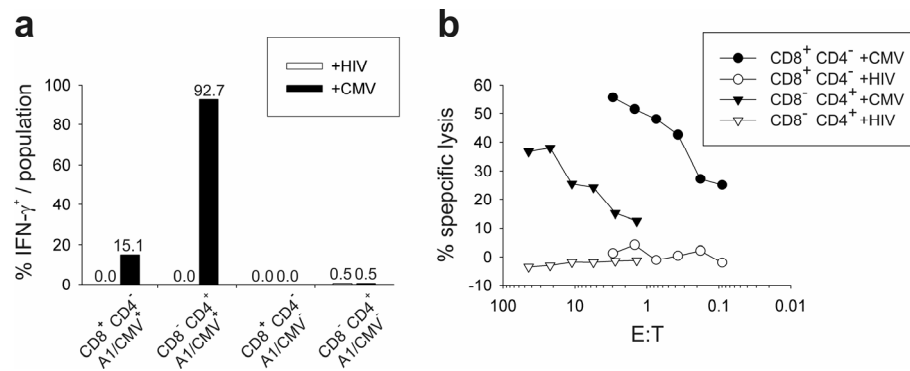 a
+HIV
+CMV
% IFN-γ⁺ / population
100
80
60
40
20
0
0.0
15.1
0.0
92.7
0.0
0.0
0.5
0.5
CD8⁺ CD4⁻
A1/CMV⁺
CD8⁻ CD4⁺
A1/CMV⁺
CD8⁺ CD4⁻
A1/CMV⁻
CD8⁻ CD4⁺
A1/CMV⁻
b
CD8⁺ CD4⁻ +CMV
CD8⁺ CD4⁻ +HIV
CD8⁻ CD4⁺ +CMV
CD8⁻ CD4⁺ +HIV
% spepcific lysis
60
50
40
30
20
10
0
-10
100
10
1
0.1
0.01
E:T